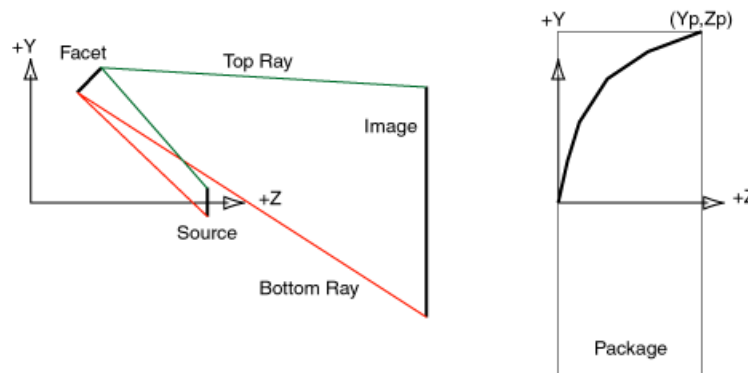 +Y
Facet
Top Ray
Image
+Z
Source
Bottom Ray
+Y
(Yp,Zp)
+Z
Package